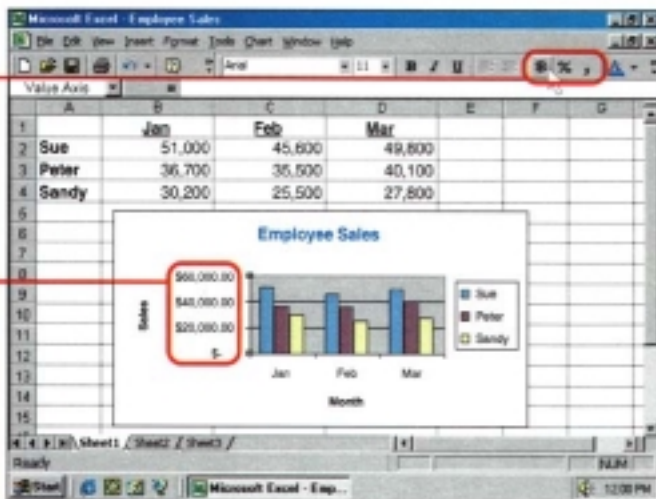 Microsoft Excel - Employee Sales
File Edit View Insert Format Tools Chart Window Help
Arial 11 B I U $ % , A
Value Axis =
A B C D E F G
1 Jan Feb Mar
2 Sue 51,000 45,600 49,800
3 Peter 36,700 35,500 40,100
4 Sandy 30,200 25,500 27,800
5
6
7
8
9
10
11
12
13
14
15
Employee Sales
$60,000.00
$40,000.00
$20,000.00
$-
Sales
Sue
Peter
Sandy
Jan Feb Mar
Month
Sheet1 Sheet2 Sheet3
Ready NUM
Start Microsoft Excel - Emp... 12:00 PM